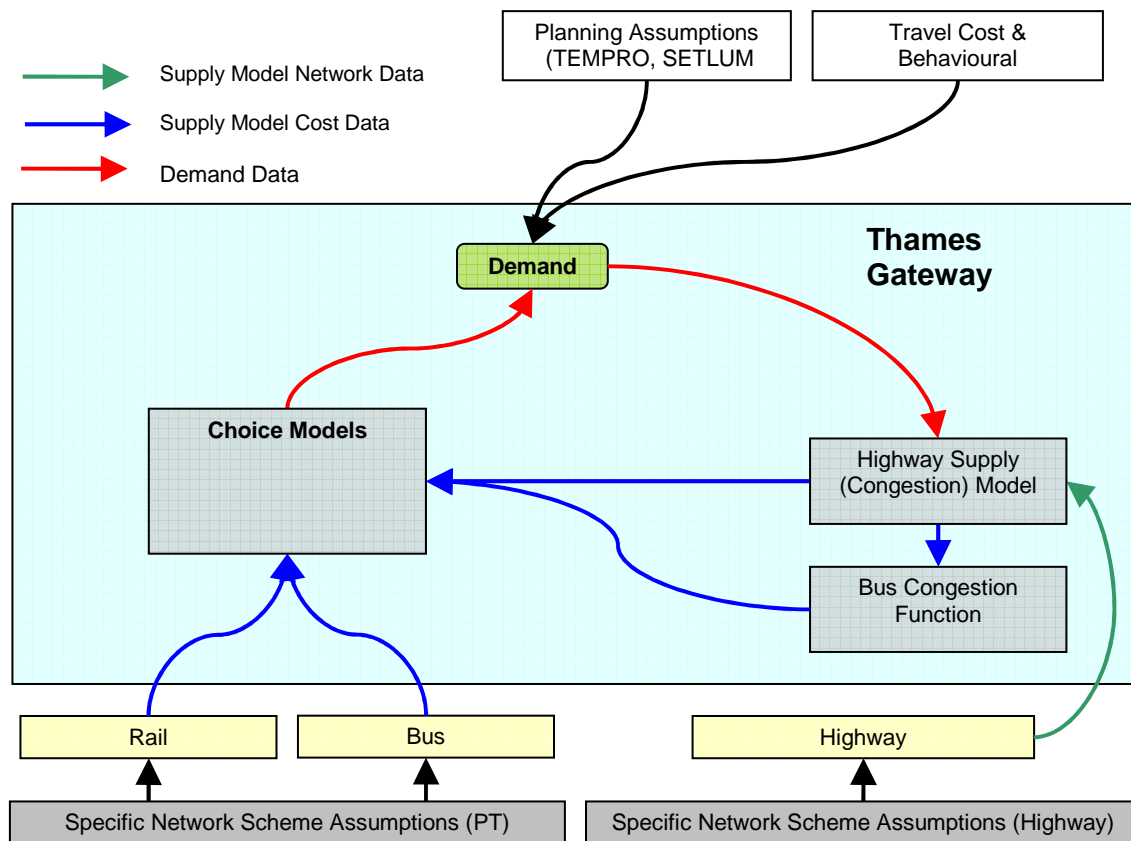 Planning Assumptions
(TEMPRO, SETLUM
Travel Cost &
Behavioural
Supply Model Network Data
Supply Model Cost Data
Demand Data
Thames
Gateway
Demand
Choice Models
Highway Supply
(Congestion) Model
Bus Congestion
Function
Rail
Bus
Highway
Specific Network Scheme Assumptions (PT)
Specific Network Scheme Assumptions (Highway)